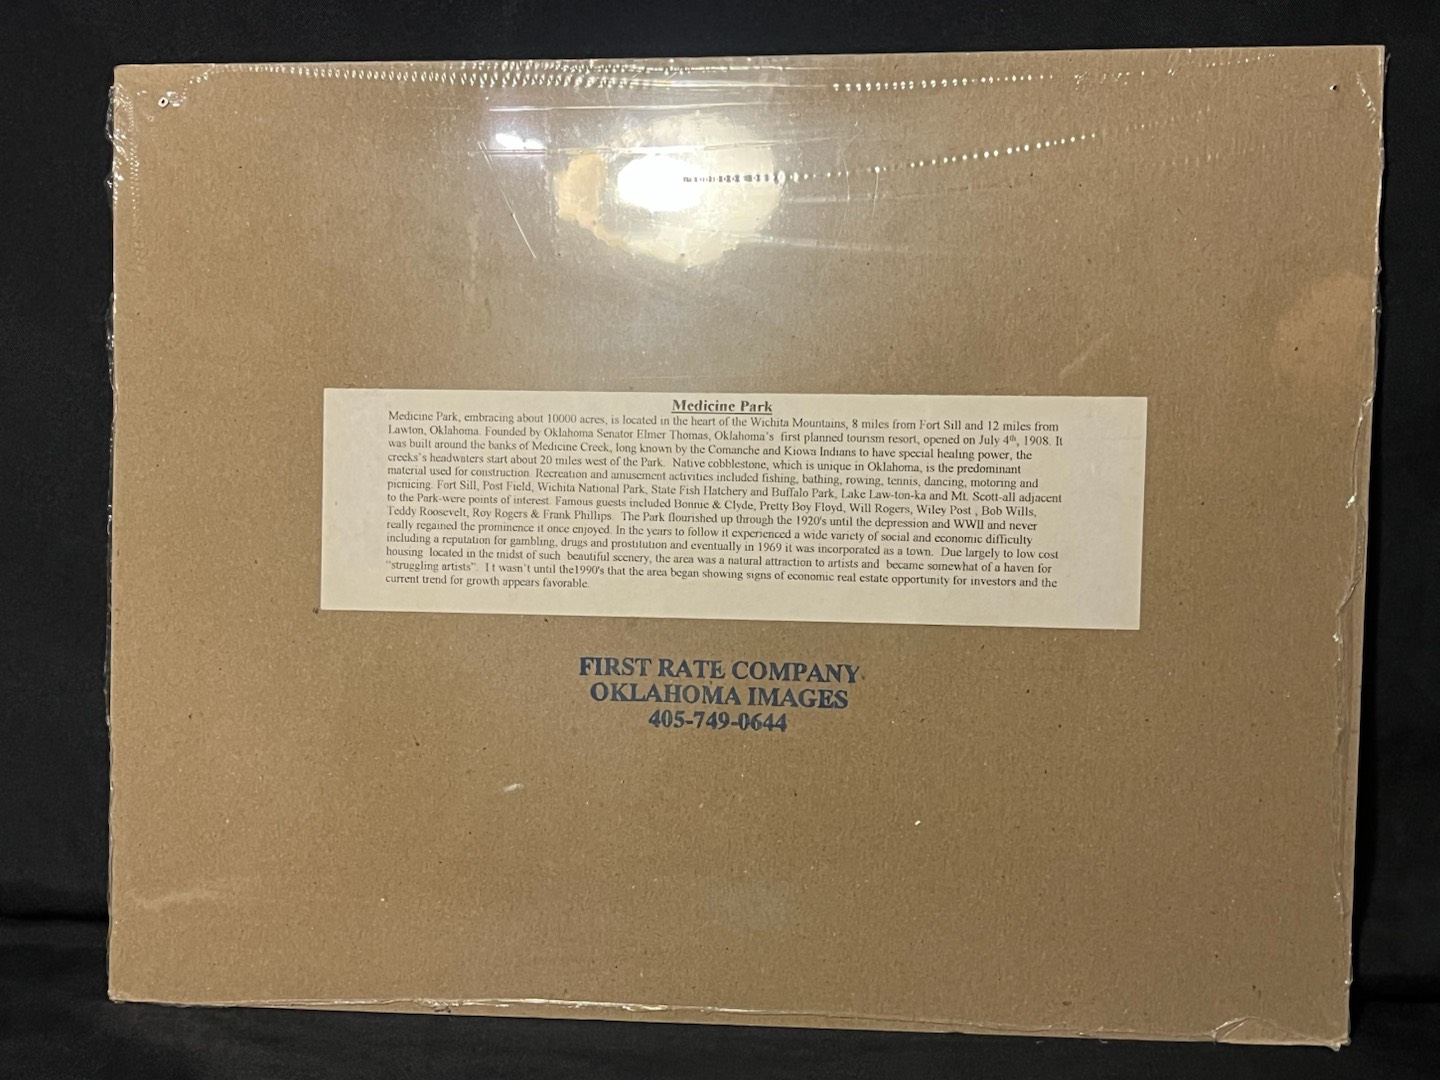 Medicine Park
Medicine Park, embracing about 10000 acres, is located in the heart of the Wichita Mountains, 8 miles from Fort Sill and 12 miles from
Lawton, Oklahoma. Founded by Oklahoma Senator Elmer Thomas, Oklahoma's first planned tourism resort, opened on July 4th, 1908. It
was built around the banks of Medicine Creek, long known by the Comanche and Kiowa Indians to have special healing power, the
creeks's headwaters start about 20 miles west of the Park. Native cobblestone, which is unique in Oklahoma, is the predominant
material used for construction. Recreation and amusement activities included fishing, bathing, rowing, tennis, dancing, motoring and
picnicing. Fort Sill, Post Field, Wichita National Park, State Fish Hatchery and Buffalo Park, Lake Law-ton-ka and Mt. Scott-all adjacent
to the Park-were points of interest. Famous guests included Bonnie & Clyde, Pretty Boy Floyd, Will Rogers, Wiley Post , Bob Wills,
Teddy Roosevelt, Roy Rogers & Frank Phillips. The Park flourished up through the 1920's until the depression and WWII and never
really regained the prominence it once enjoyed. In the years to follow it experienced a wide variety of social and economic difficulty
including a reputation for gambling, drugs and prostitution and eventually in 1969 it was incorporated as a town. Due largely to low cost
housing located in the midst of such beautiful scenery, the area was a natural attraction to artists and became somewhat of a haven for
"struggling artists". I t wasn't until the1990's that the area began showing signs of economic real estate opportunity for investors and the
current trend for growth appears favorable.
FIRST RATE COMPANY
OKLAHOMA IMAGES
405-749-0644